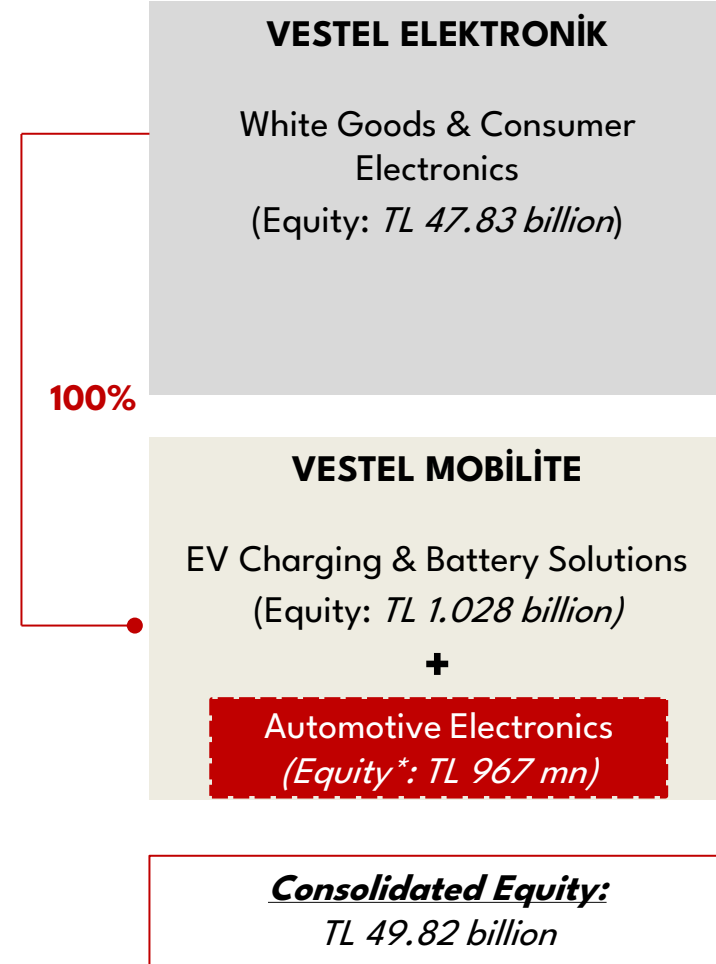 VESTEL ELEKTRONİK
White Goods & Consumer
Electronics
(Equity: TL 47.83 billion)
100%
VESTEL MOBİLİTE
EV Charging & Battery Solutions
(Equity: TL 1.028 billion)
+
Automotive Electronics
(Equity*: TL 967 mn)
Consolidated Equity:
TL 49.82 billion